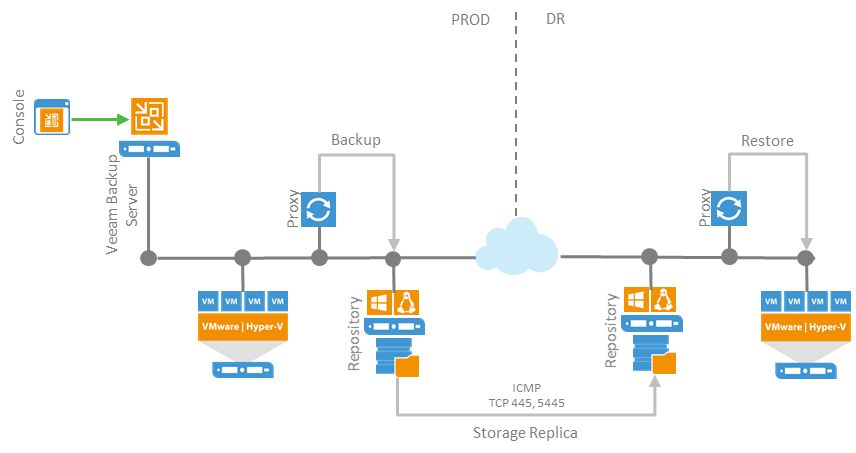 PROD
DR
Console
Veeam Backup
Server
Backup
Proxy
Restore
Proxy
VM VM VM VM
VMware | Hyper-V
Repository
Repository
VM VM VM VM
VMware | Hyper-V
ICMP
TCP 445, 5445
Storage Replica